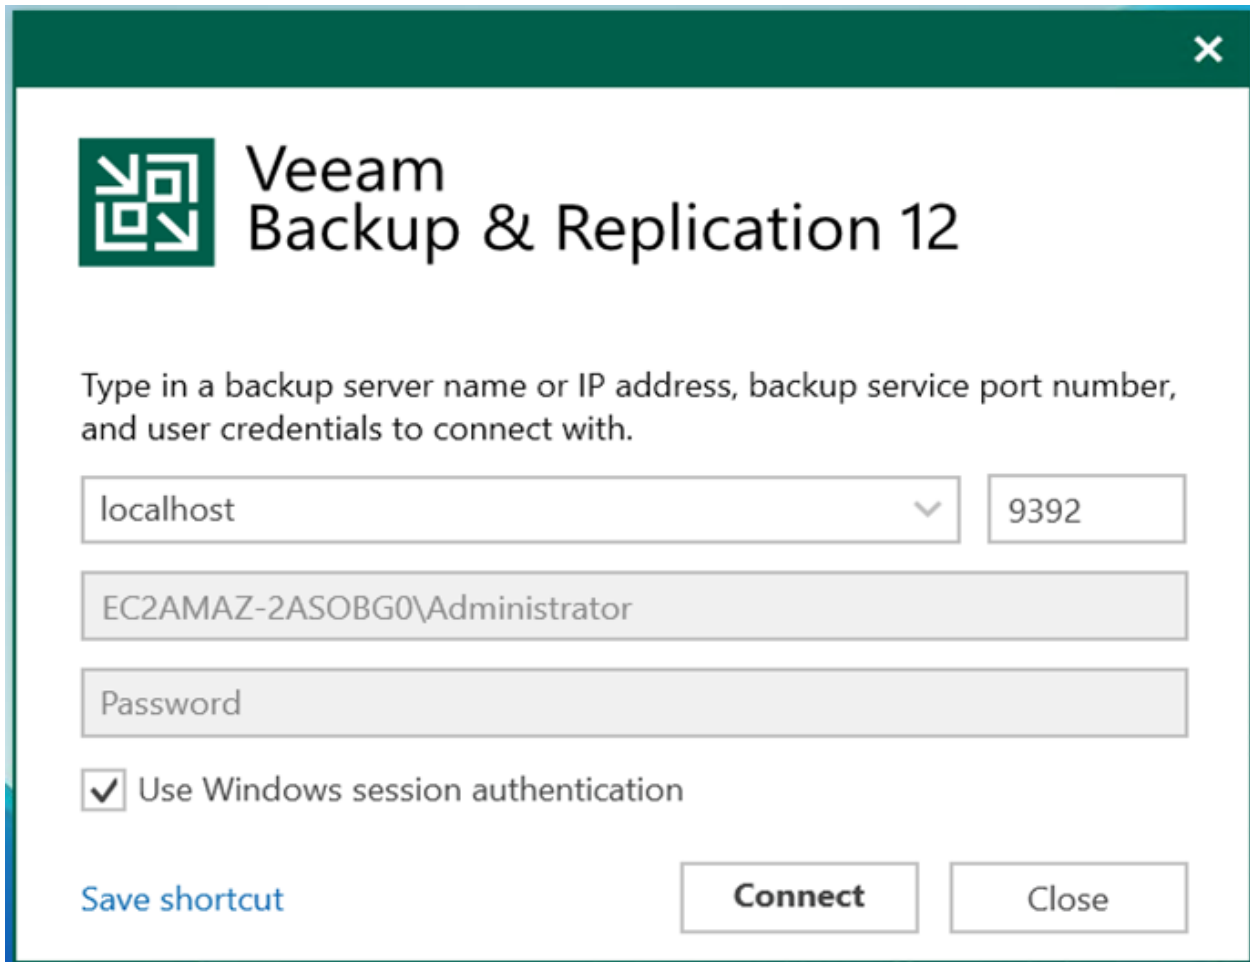 Veeam
Backup & Replication 12
Type in a backup server name or IP address, backup service port number,
and user credentials to connect with.
localhost
9392
EC2AMAZ-2ASOBG0\Administrator
Password
Use Windows session authentication
Save shortcut
Connect
Close